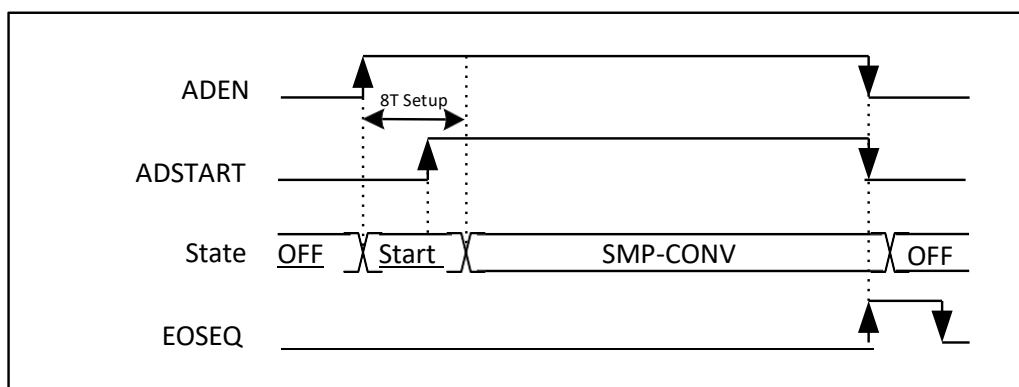 ADEN
8T Setup
ADSTART
State OFF Start SMP-CONV OFF
EOSEQ